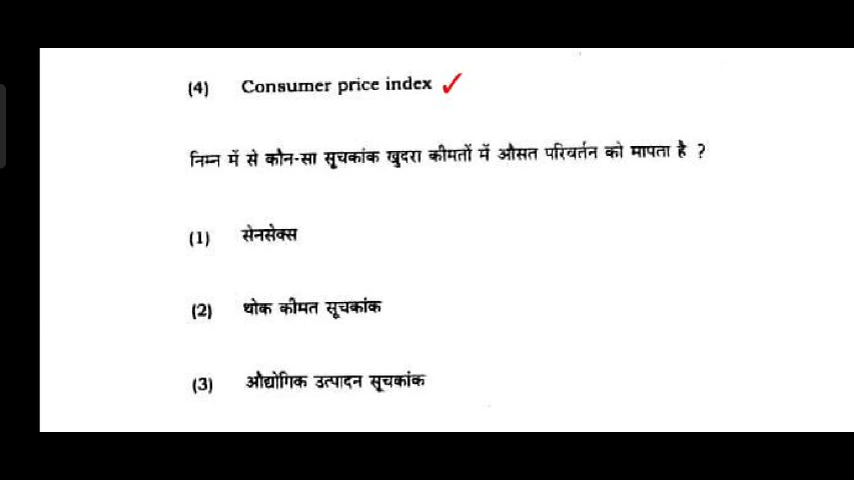 (4) Consumer price index
निम्न में से कौन-सा सूचकांक खुदरा कीमतों में औसत परिवर्तन को मापता है ?
(1) सेनसेक्स
(2) थोक कीमत सूचकांक
(3) औद्योगिक उत्पादन सूचकांक